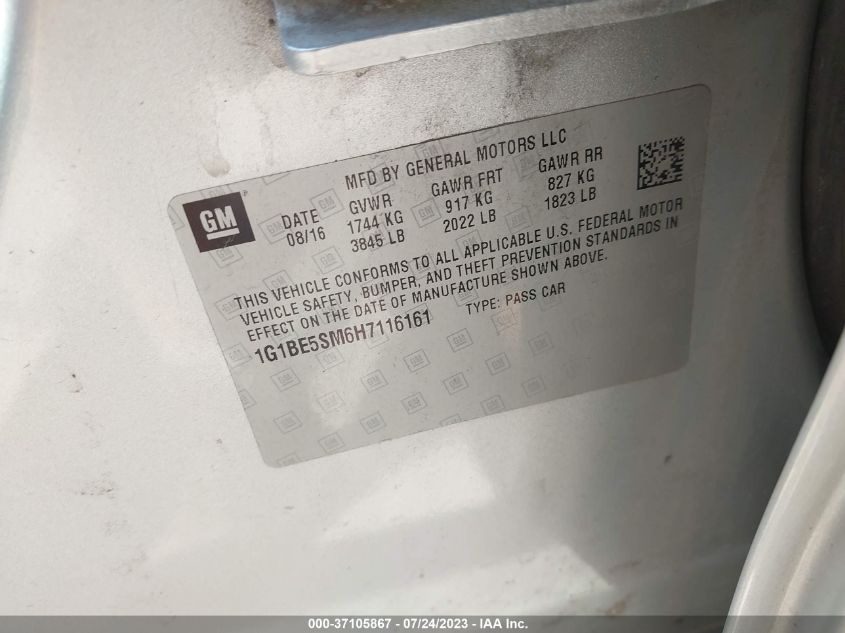 MFD BY GENERAL MOTORS LLC
GM
DATE GVWR GAWR FRT GAWR RR
08/16 1744 KG 917 KG 827 KG
3845 LB 2022 LB 1823 LB
THIS VEHICLE CONFORMS TO ALL APPLICABLE U.S. FEDERAL MOTOR
VEHICLE SAFETY, BUMPER, AND THEFT PREVENTION STANDARDS IN
EFFECT ON THE DATE OF MANUFACTURE SHOWN ABOVE.
1G1BE5SM6H7116161 TYPE: PASS CAR
000-37105867 - 07/24/2023 - © IAA, Inc.